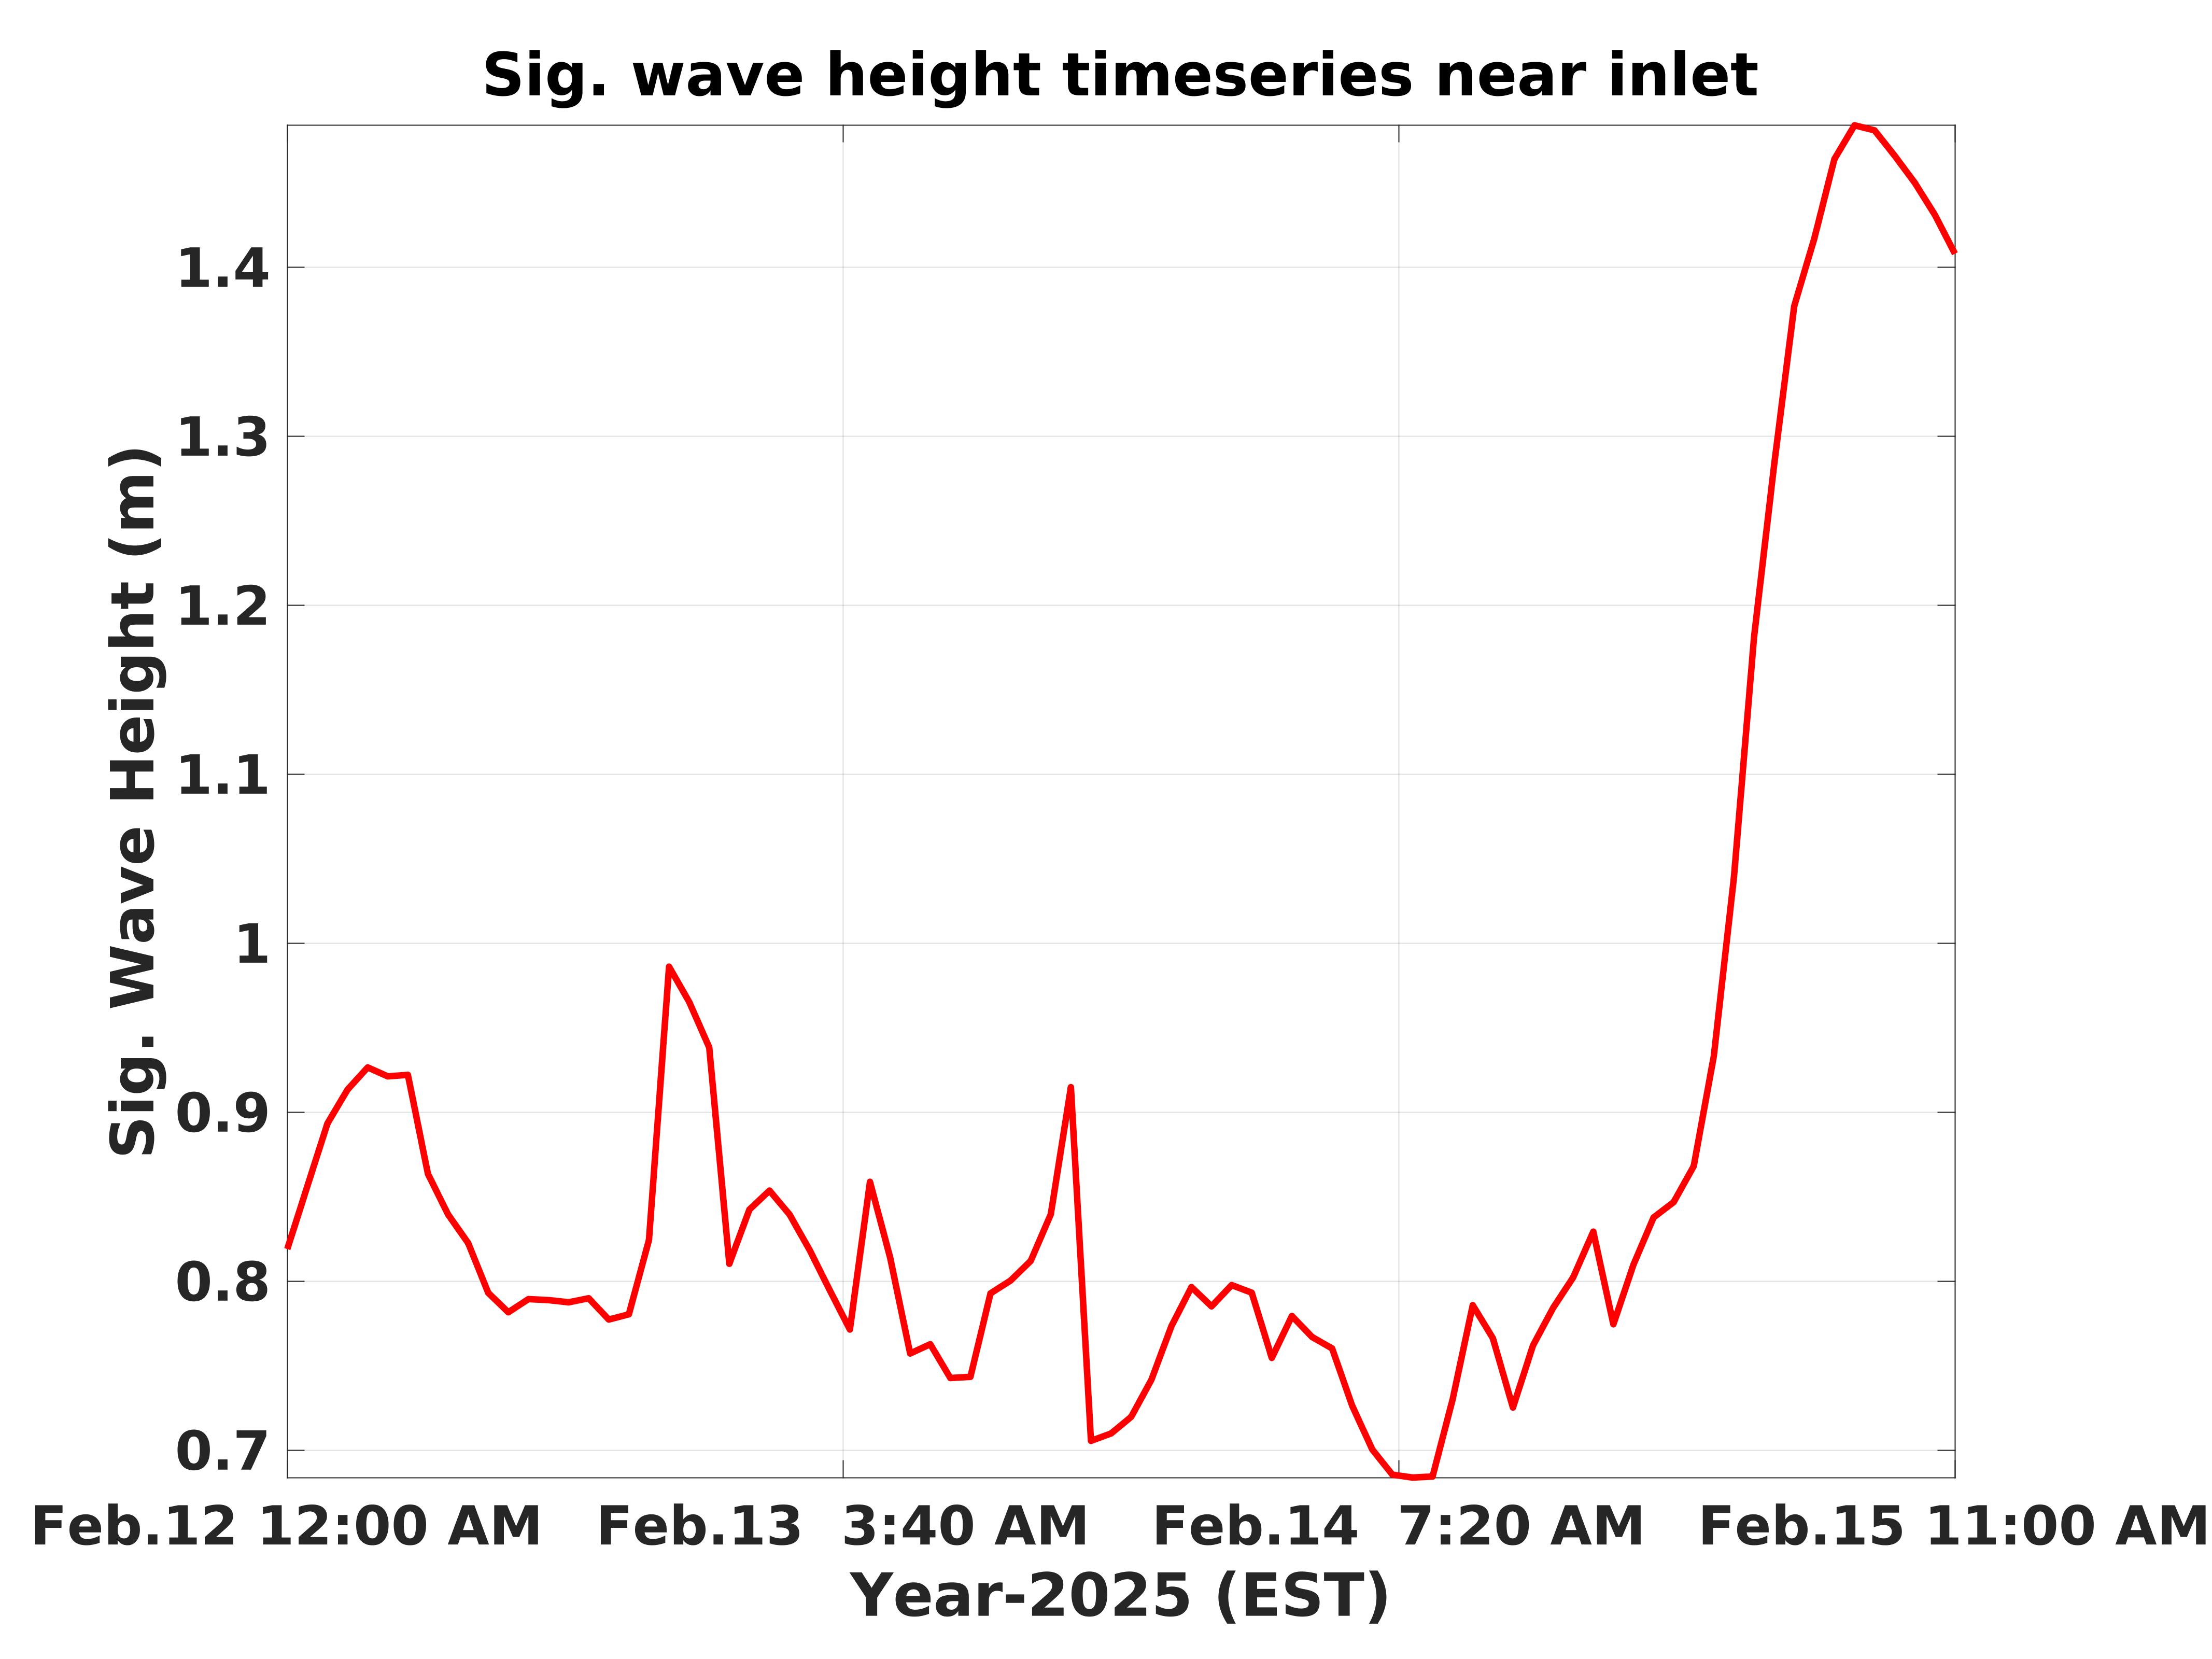 Sig. wave height timeseries near inlet
Sig. Wave Height (m)
1.4
1.3
1.2
1.1
1
0.9
0.8
0.7
Feb.12 12:00 AM Feb.13 3:40 AM Feb.14 7:20 AM Feb.15 11:00 AM
Year-2025 (EST)